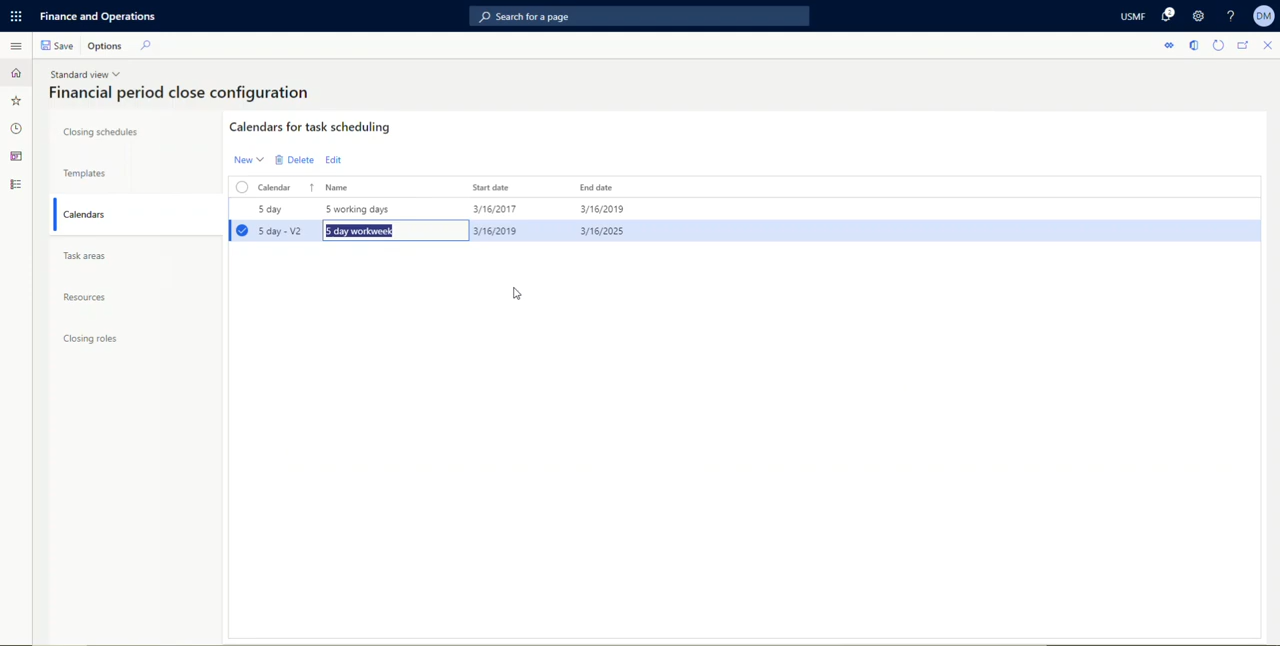 Finance and Operations
Search for a page
USMF
2
?
DM
Save
Options
Standard view
Financial period close configuration
Closing schedules
Templates
Calendars
Task areas
Resources
Closing roles
Calendars for task scheduling
New
Delete
Edit
Calendar ↑ Name Start date End date
5 day 5 working days 3/16/2017 3/16/2019
5 day - V2 5 day workweek 3/16/2019 3/16/2025